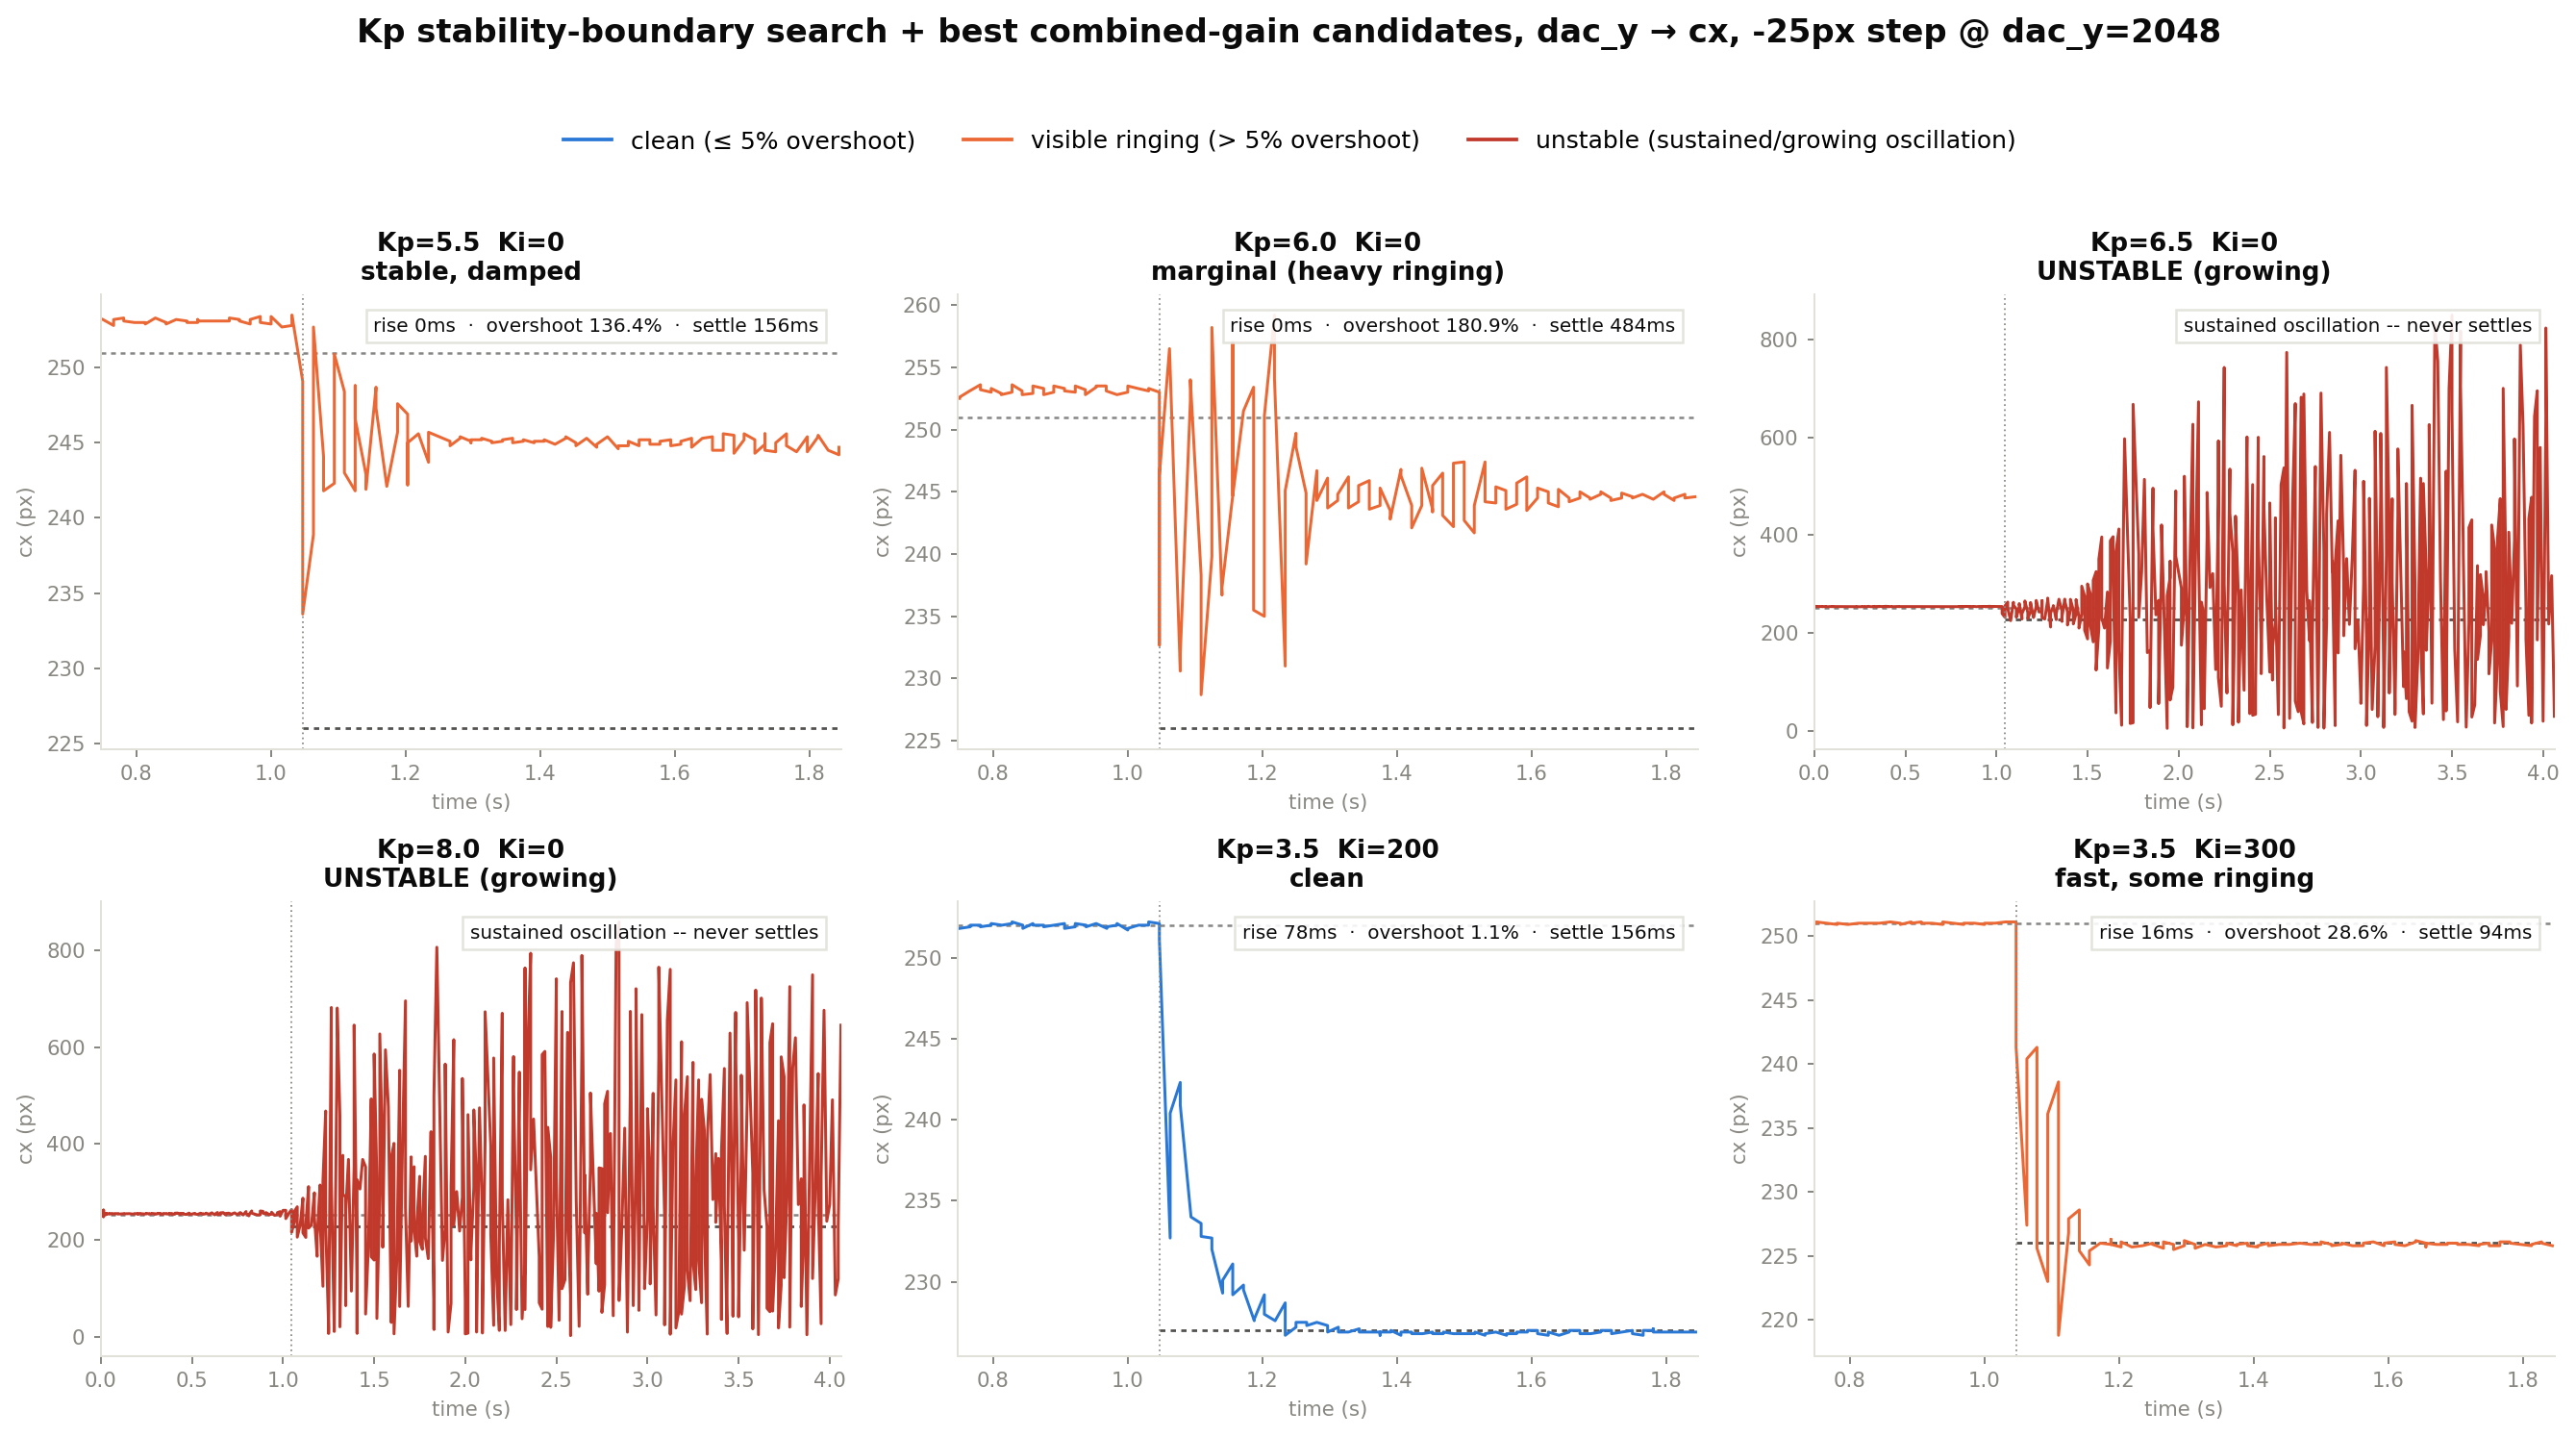 Kp stability-boundary search + best combined-gain candidates, dac_y → cx, -25px step @ dac_y=2048
clean (≤ 5% overshoot)
visible ringing (> 5% overshoot)
unstable (sustained/growing oscillation)
Kp=5.5  Ki=0
stable, damped
rise 0ms · overshoot 136.4% · settle 156ms
250
245
240
235
230
225
cx (px)
0.8 1.0 1.2 1.4 1.6 1.8
time (s)
Kp=6.0  Ki=0
marginal (heavy ringing)
rise 0ms · overshoot 180.9% · settle 484ms
260
255
250
245
240
235
230
225
cx (px)
0.8 1.0 1.2 1.4 1.6 1.8
time (s)
Kp=6.5  Ki=0
UNSTABLE (growing)
sustained oscillation -- never settles
800
600
400
200
0
cx (px)
0.0 0.5 1.0 1.5 2.0 2.5 3.0 3.5 4.0
time (s)
Kp=8.0  Ki=0
UNSTABLE (growing)
sustained oscillation -- never settles
800
600
400
200
0
cx (px)
0.0 0.5 1.0 1.5 2.0 2.5 3.0 3.5 4.0
time (s)
Kp=3.5  Ki=200
clean
rise 78ms · overshoot 1.1% · settle 156ms
250
245
240
235
230
cx (px)
0.8 1.0 1.2 1.4 1.6 1.8
time (s)
Kp=3.5  Ki=300
fast, some ringing
rise 16ms · overshoot 28.6% · settle 94ms
250
245
240
235
230
225
220
cx (px)
0.8 1.0 1.2 1.4 1.6 1.8
time (s)